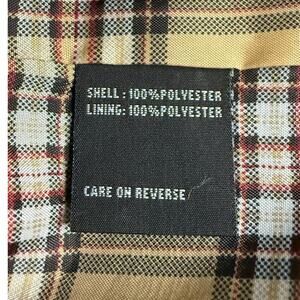 SHELL : 100%POLYESTER
LINING: 100%POLYESTER
CARE ON REVERSE